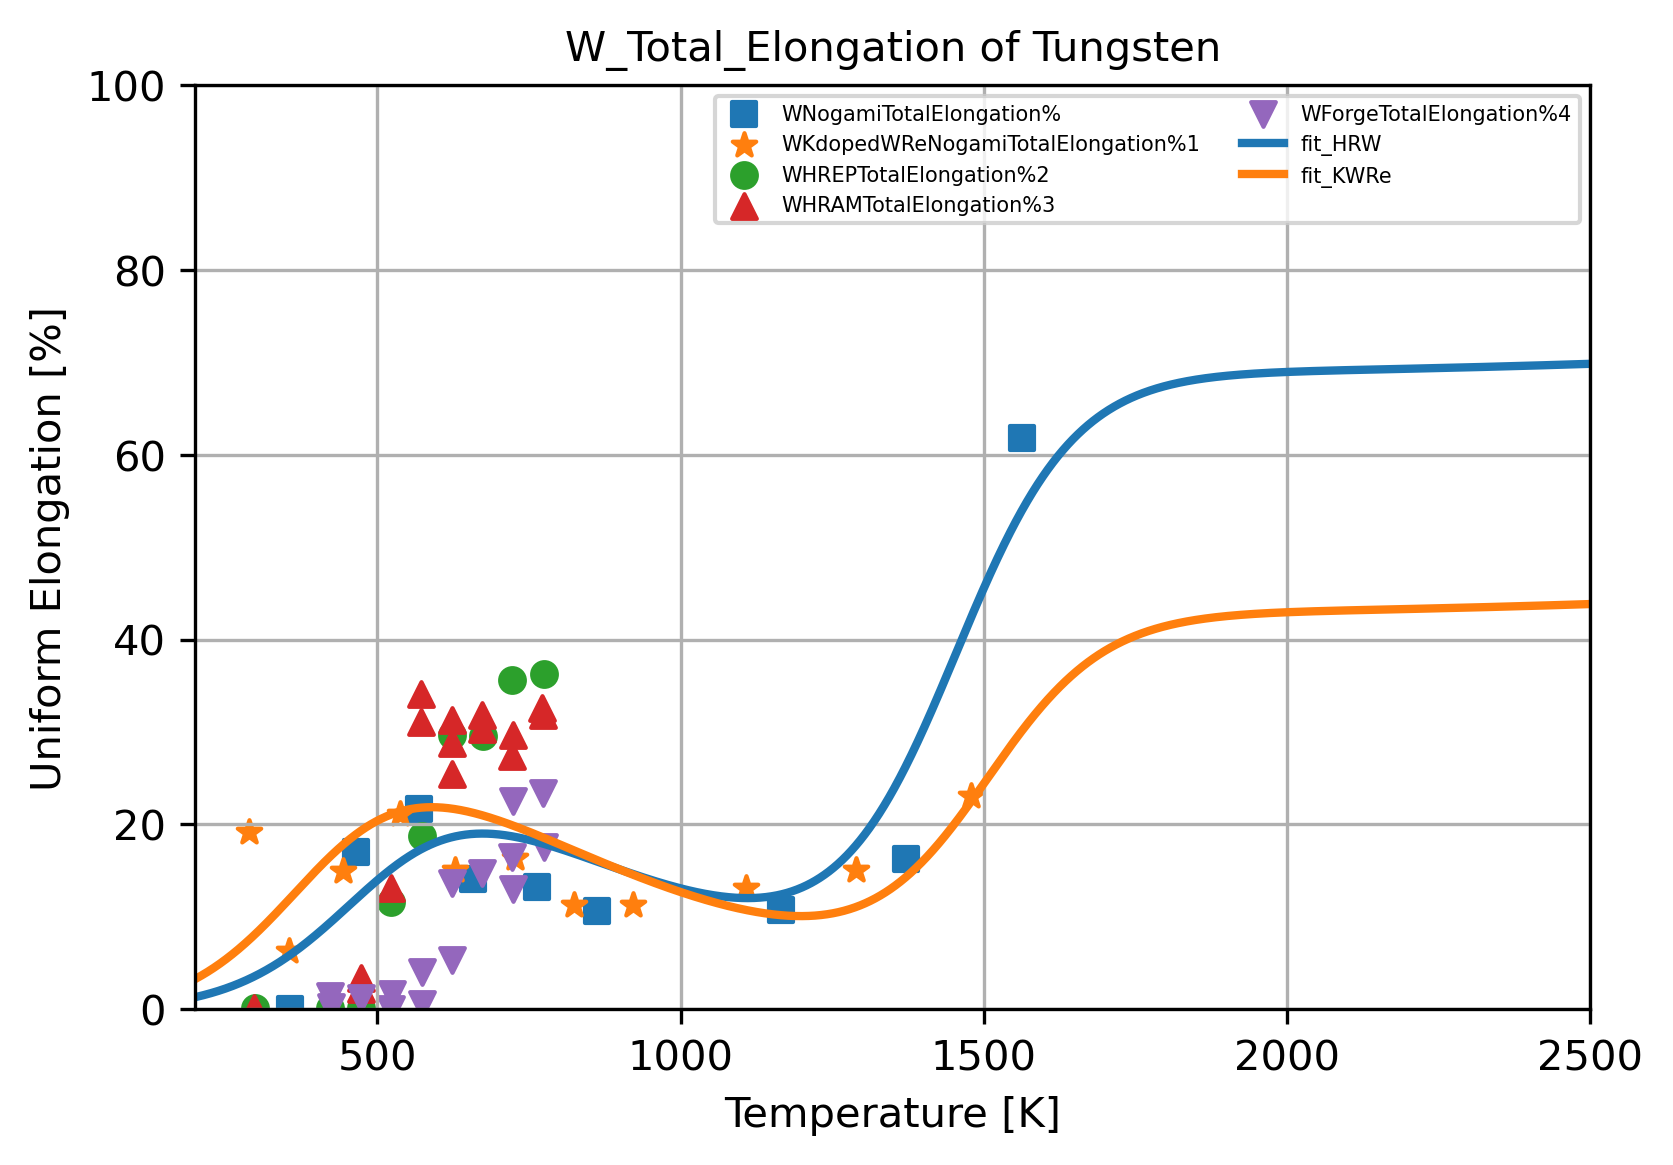 W_Total_Elongation of Tungsten
100
80
60
40
20
0
Uniform Elongation [%]
WNogamiTotalElongation%
WKdopedWReNogamiTotalElongation%1
WHREPTotalElongation%2
WHRAMTotalElongation%3
WForgeTotalElongation%4
fit_HRW
fit_KWRe
500
1000
1500
2000
2500
Temperature [K]